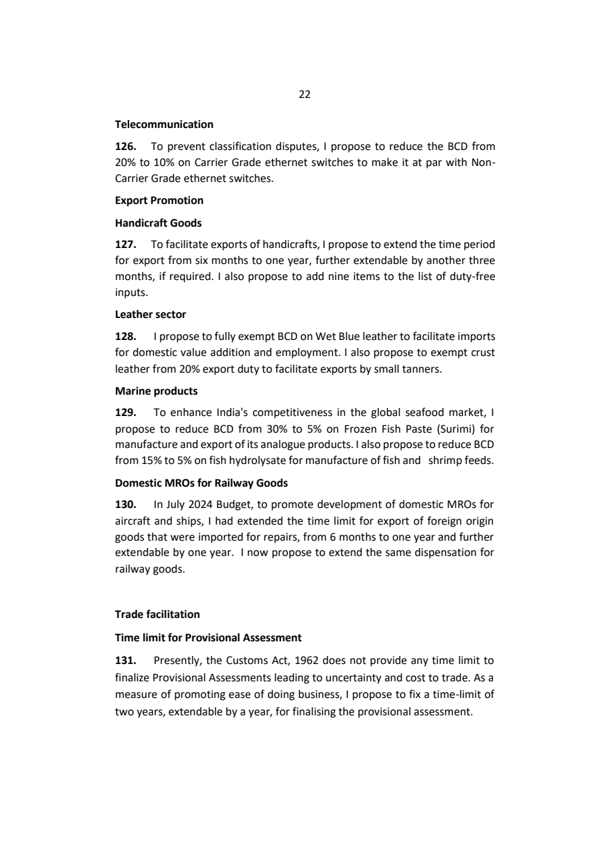 22
Telecommunication
126. To prevent classification disputes, I propose to reduce the BCD from
20% to 10% on Carrier Grade ethernet switches to make it at par with Non-
Carrier Grade ethernet switches.
Export Promotion
Handicraft Goods
127. To facilitate exports of handicrafts, I propose to extend the time period
for export from six months to one year, further extendable by another three
months, if required. I also propose to add nine items to the list of duty-free
inputs.
Leather sector
128. I propose to fully exempt BCD on Wet Blue leather to facilitate imports
for domestic value addition and employment. I also propose to exempt crust
leather from 20% export duty to facilitate exports by small tanners.
Marine products
129. To enhance India's competitiveness in the global seafood market, I
propose to reduce BCD from 30% to 5% on Frozen Fish Paste (Surimi) for
manufacture and export of its analogue products. I also propose to reduce BCD
from 15% to 5% on fish hydrolysate for manufacture of fish and shrimp feeds.
Domestic MROs for Railway Goods
130. In July 2024 Budget, to promote development of domestic MROs for
aircraft and ships, I had extended the time limit for export of foreign origin
goods that were imported for repairs, from 6 months to one year and further
extendable by one year. I now propose to extend the same dispensation for
railway goods.
Trade facilitation
Time limit for Provisional Assessment
131. Presently, the Customs Act, 1962 does not provide any time limit to
finalize Provisional Assessments leading to uncertainty and cost to trade. As a
measure of promoting ease of doing business, I propose to fix a time-limit of
two years, extendable by a year, for finalising the provisional assessment.